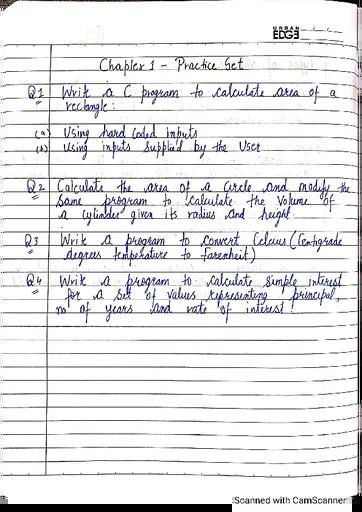 URBAN
EDGE
Chapter 1 - Practice Set
Q1 Write a C program to calculate area of a
rectangle:
(a) Using hard coded inputs
(b) Using inputs supplied by the User
Q2 Calculate the area of a Circle and modify the
Same program to calculate the Volume of
a cylinder given its radius and height.
Q3 Write a program to convert Celcius (Centigrade
degrees temperature to Farenheit)
Q4 Write a program to calculate simple interest
for a set of values representing principal,
no of years and rate of interest.
Scanned with CamScanner